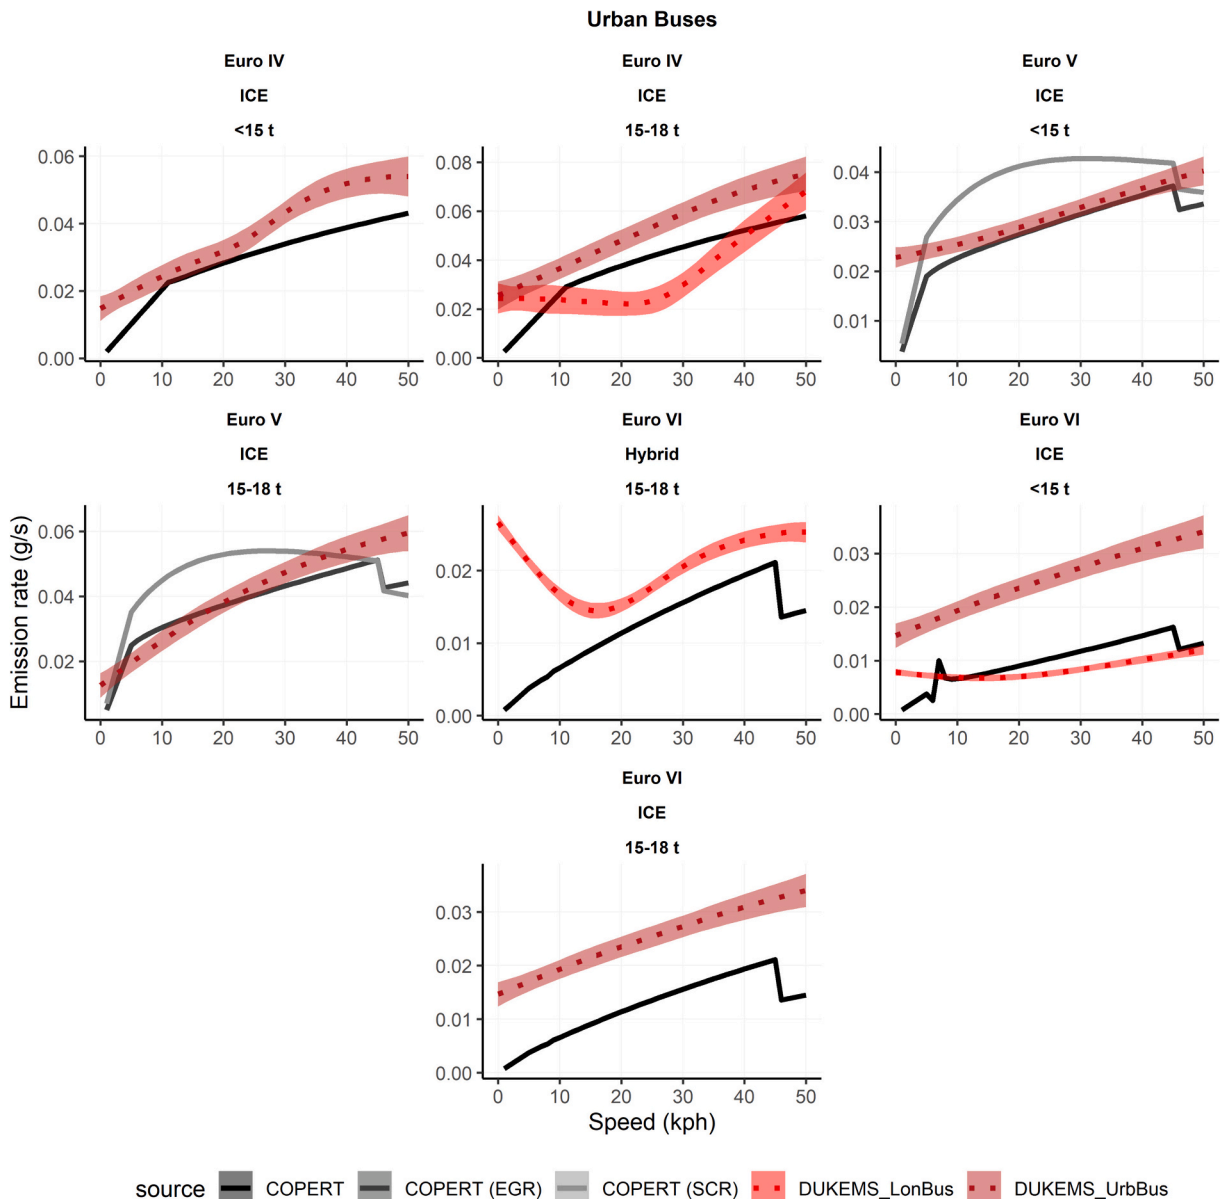 Urban Buses
Euro IV
ICE
<15 t
Euro IV
ICE
15-18 t
Euro V
ICE
<15 t
0.06
0.04
0.02
0.00
0 10 20 30 40 50
0.08
0.06
0.04
0.02
0.00
0 10 20 30 40 50
0.04
0.03
0.02
0.01
0 10 20 30 40 50
Euro V
ICE
15-18 t
Euro VI
Hybrid
15-18 t
Euro VI
ICE
<15 t
Emission rate (g/s)
0.06
0.04
0.02
0 10 20 30 40 50
0.02
0.01
0.00
0 10 20 30 40 50
0.03
0.02
0.01
0.00
0 10 20 30 40 50
Euro VI
ICE
15-18 t
0.03
0.02
0.01
0.00
0 10 20 30 40 50
Speed (kph)
source COPERT COPERT (EGR) COPERT (SCR) DUKEMS_LonBus DUKEMS_UrbBus